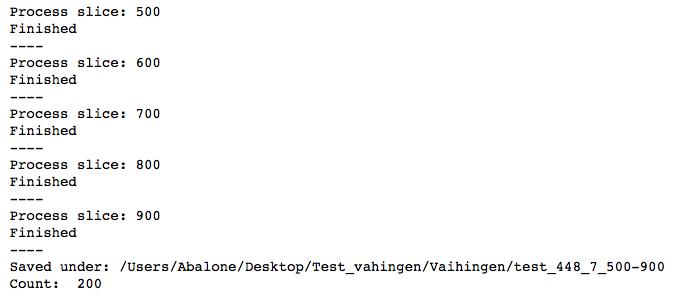 Process slice: 500
Finished
----
Process slice: 600
Finished
----
Process slice: 700
Finished
----
Process slice: 800
Finished
----
Process slice: 900
Finished
----
Saved under: /Users/Abalone/Desktop/Test_vahingen/Vaihingen/test_448_7_500-900
Count:  200